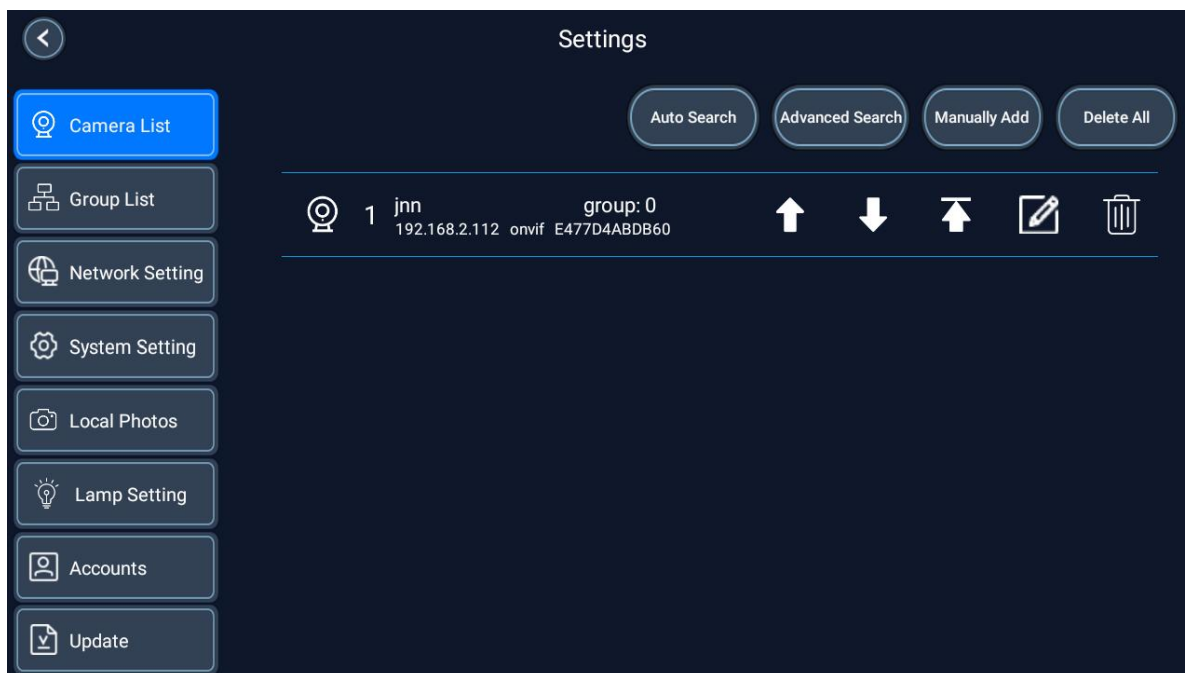 Settings
Auto Search
Advanced Search
Manually Add
Delete All
Camera List
Group List
Network Setting
System Setting
Local Photos
Lamp Setting
Accounts
Update
1 jnn group: 0
192.168.2.112 onvif E477D4ABDB60